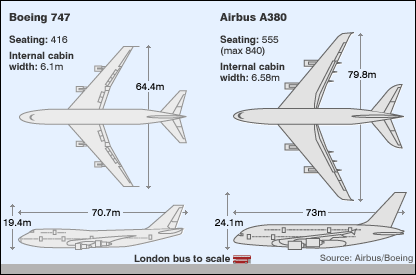 Boeing 747
Seating: 416
Internal cabin
width: 6.1m
64.4m
19.4m
70.7m
Airbus A380
Seating: 555
(max 840)
Internal cabin
width: 6.58m
79.8m
24.1m
73m
London bus to scale
Source: Airbus/Boeing